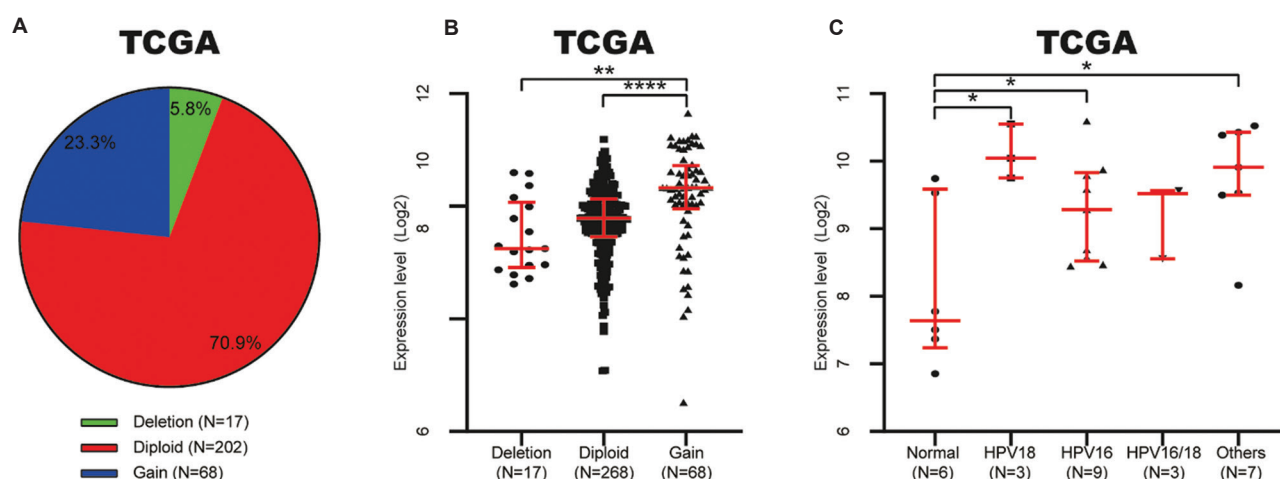 A
TCGA
5.8%
23.3%
70.9%
Deletion (N=17)
Diploid (N=202)
Gain (N=68)
B
TCGA
**
****
Expression level (Log2)
12
10
8
6
Deletion
(N=17)
Diploid
(N=268)
Gain
(N=68)
C
TCGA
*
*
*
Expression level (Log2)
11
10
9
8
7
6
Normal
(N=6)
HPV18
(N=3)
HPV16
(N=9)
HPV16/18
(N=3)
Others
(N=7)